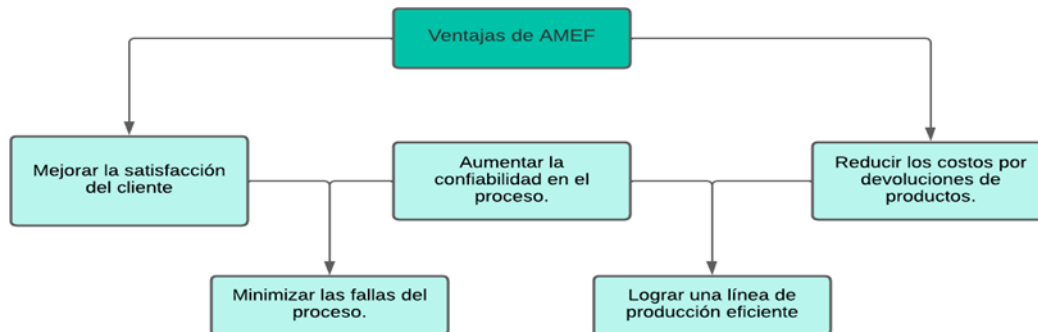 Ventajas de AMEF
Mejorar la satisfacción
del cliente
Aumentar la
confiabilidad en el
proceso.
Reducir los costos por
devoluciones de
productos.
Minimizar las fallas del
proceso.
Lograr una línea de
producción eficiente